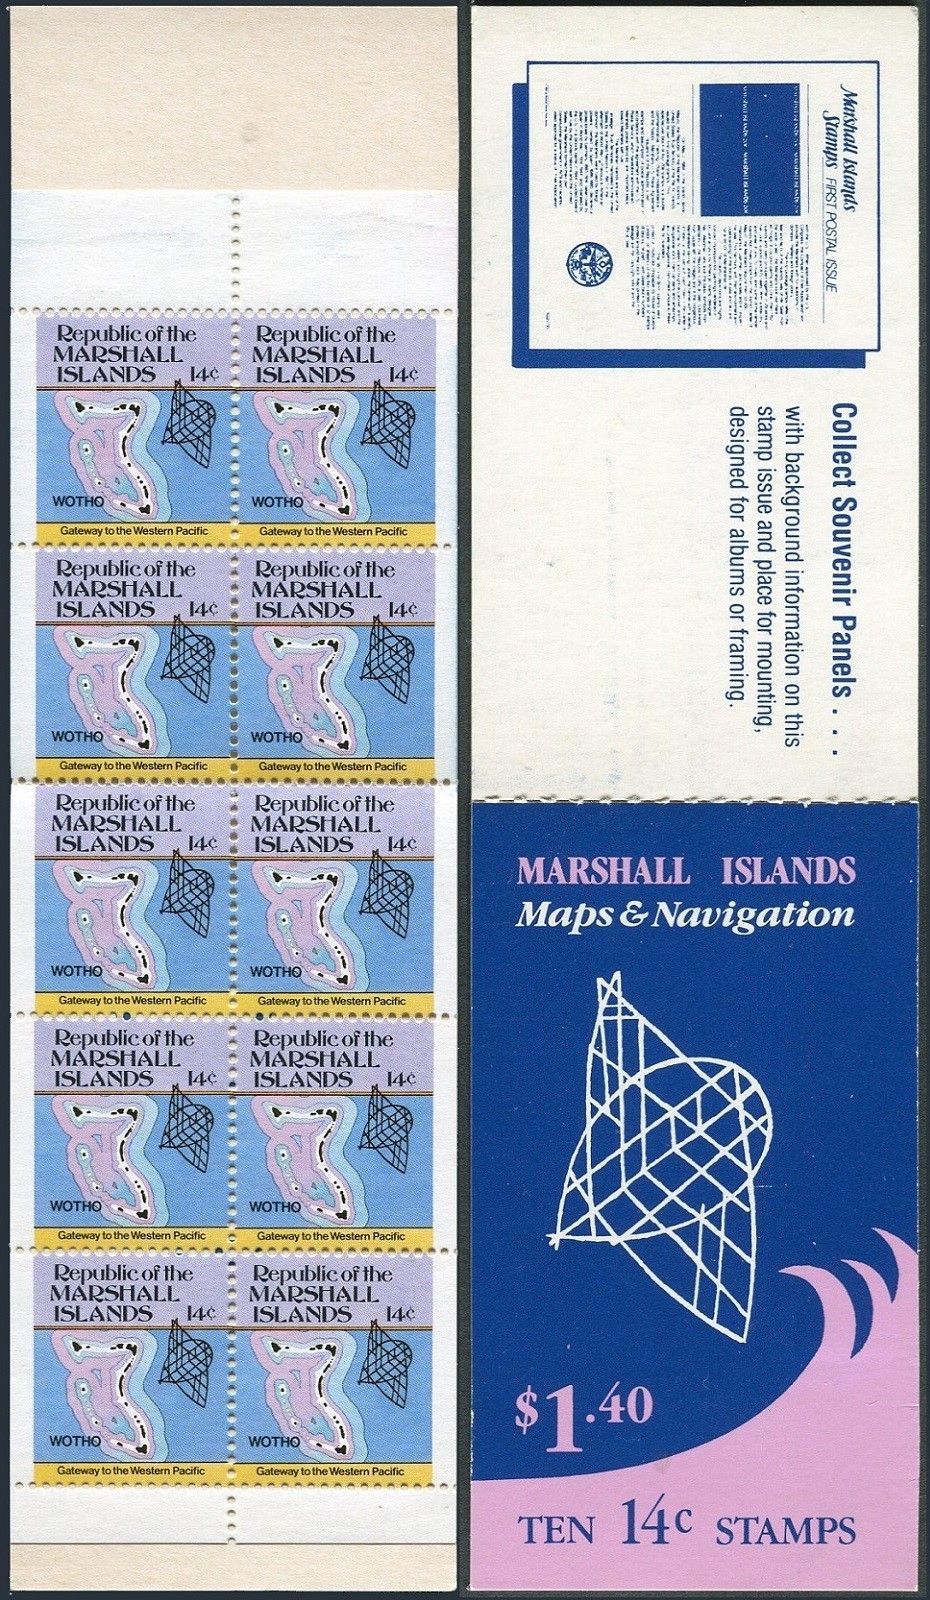 Republic of the Republic of the
MARSHALL MARSHALL
ISLANDS 14¢ ISLANDS 14¢
WOTHO WOTHO
Gateway to the Western Pacific Gateway to the Western Pacific
Republic of the Republic of the
MARSHALL MARSHALL
ISLANDS 14¢ ISLANDS 14¢
WOTHO WOTHO
Gateway to the Western Pacific Gateway to the Western Pacific
Republic of the Republic of the
MARSHALL MARSHALL
ISLANDS 14¢ ISLANDS 14¢
WOTHO WOTHO
Gateway to the Western Pacific Gateway to the Western Pacific
Republic of the Republic of the
MARSHALL MARSHALL
ISLANDS 14¢ ISLANDS 14¢
WOTHO WOTHO
Gateway to the Western Pacific Gateway to the Western Pacific
Republic of the Republic of the
MARSHALL MARSHALL
ISLANDS 14¢ ISLANDS 14¢
WOTHO WOTHO
Gateway to the Western Pacific Gateway to the Western Pacific
Marshall Islands
Stamps FIRST POSTAL ISSUE
Collect Souvenir Panels . . .
with background information on this
stamp issue and place for mounting,
designed for albums or framing.
MARSHALL ISLANDS
Maps & Navigation
$1.40
TEN 14c STAMPS